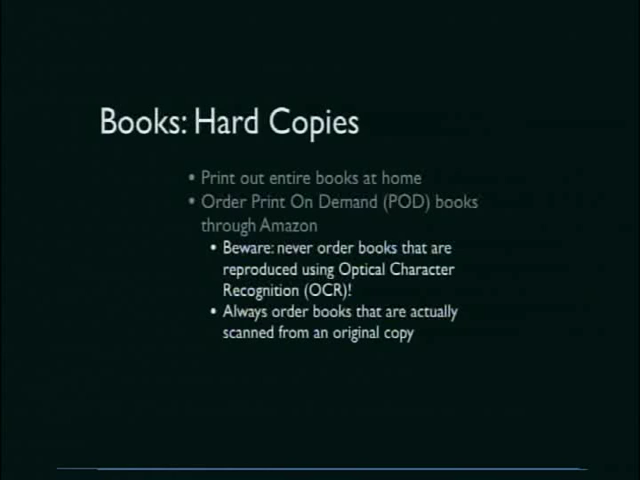 Books: Hard Copies
• Print out entire books at home
• Order Print On Demand (POD) books
through Amazon
• Beware: never order books that are
reproduced using Optical Character
Recognition (OCR)!
• Always order books that are actually
scanned from an original copy